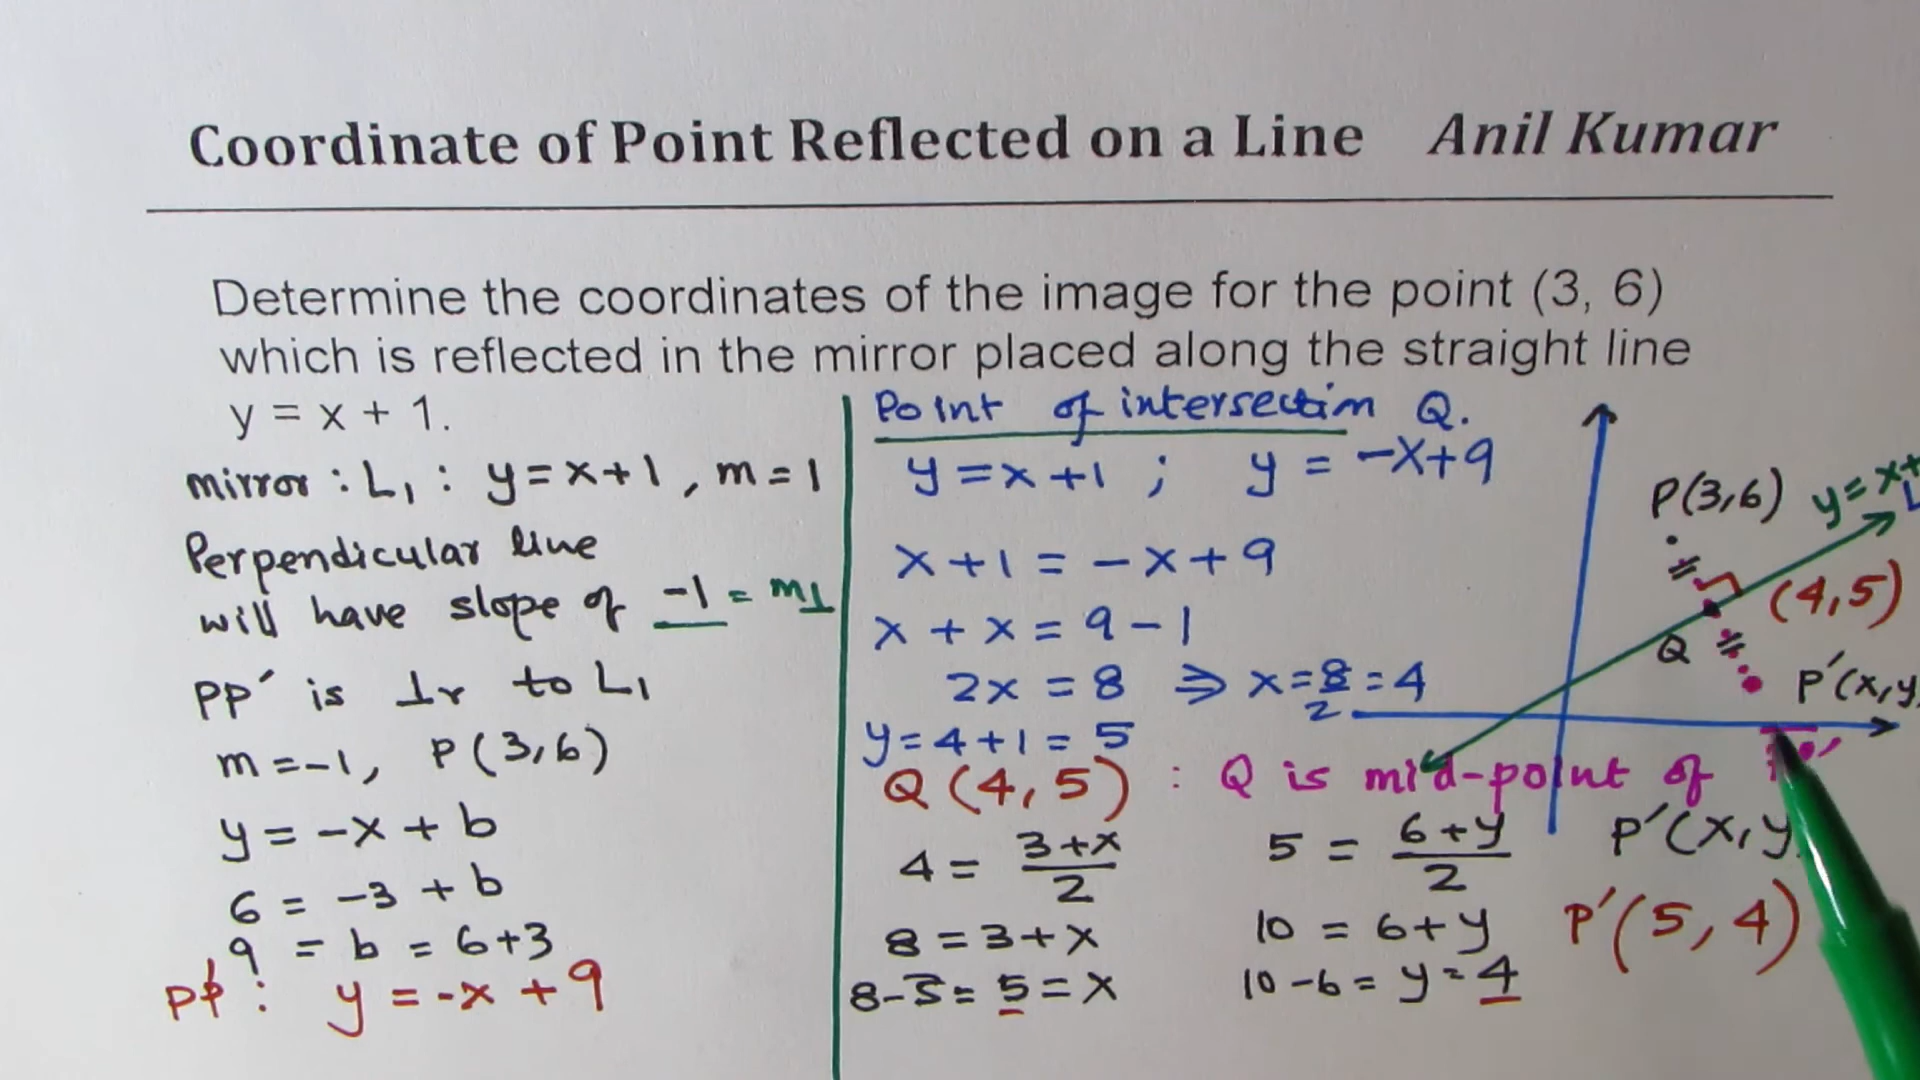 Coordinate of Point Reflected on a Line Anil Kumar
Determine the coordinates of the image for the point (3, 6)
which is reflected in the mirror placed along the straight line
y = x + 1.
mirror : L₁ : y = x + 1 , m = 1
Perpendicular line
will have slope of -1 = m⊥
PP′ is ⊥r to L₁
m = -1, P(3,6)
y = -x + b
6 = -3 + b
9 = b = 6+3
PP′ : y = -x + 9
Point of intersection Q.
y = x + 1 ; y = -x+9
x + 1 = -x + 9
x + x = 9 - 1
2x = 8 ⇒ x = 8/2 = 4
y = 4 + 1 = 5
Q (4, 5) : Q is mid-point of
4 = (3+x)/2
8 = 3 + x
8 - 3 = 5 = x
5 = (6+y)/2
10 = 6 + y
10 - 6 = y = 4
P′(x, y
P′(5, 4)
P(3,6)
y = x+
L
(4,5)
Q
P′(x,y